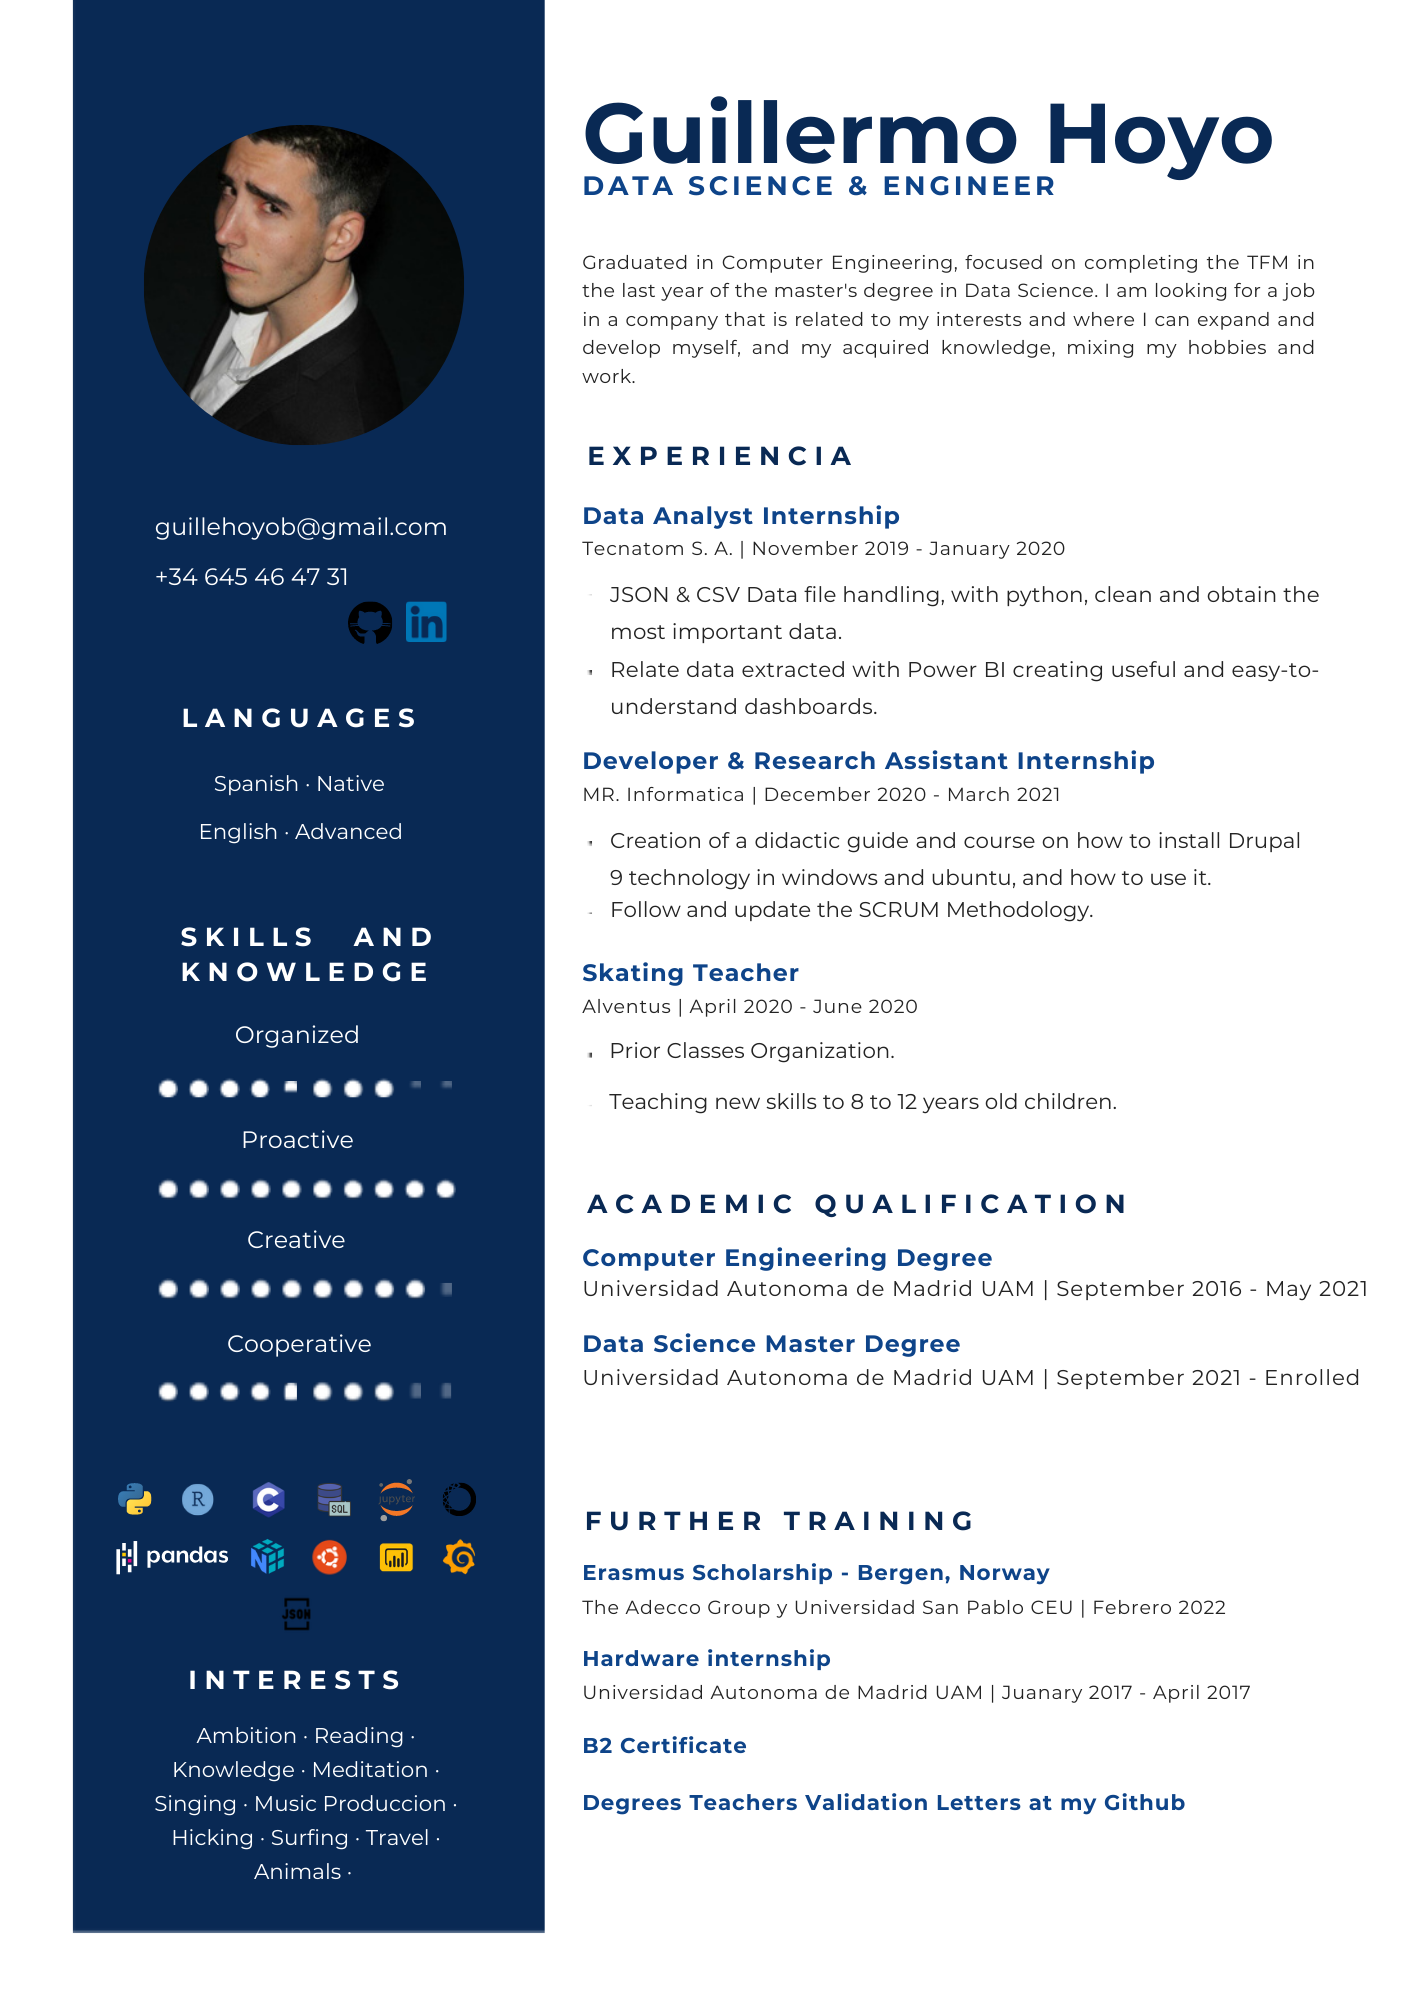 guillehoyob@gmail.com
+34 645 46 47 31
in
LANGUAGES
Spanish · Native
English · Advanced
SKILLS AND
KNOWLEDGE
Organized
Proactive
Creative
Cooperative
R
C
SQL
jupyter
pandas
N
JSON
INTERESTS
Ambition · Reading ·
Knowledge · Meditation ·
Singing · Music Produccion ·
Hicking · Surfing · Travel ·
Animals ·
Guillermo Hoyo
DATA SCIENCE & ENGINEER
Graduated in Computer Engineering, focused on completing the TFM in
the last year of the master's degree in Data Science. I am looking for a job
in a company that is related to my interests and where I can expand and
develop myself, and my acquired knowledge, mixing my hobbies and
work.
EXPERIENCIA
Data Analyst Internship
Tecnatom S. A. | November 2019 - January 2020
JSON & CSV Data file handling, with python, clean and obtain the
most important data.
Relate data extracted with Power BI creating useful and easy-to-
understand dashboards.
Developer & Research Assistant Internship
MR. Informatica | December 2020 - March 2021
Creation of a didactic guide and course on how to install Drupal
9 technology in windows and ubuntu, and how to use it.
Follow and update the SCRUM Methodology.
Skating Teacher
Alventus | April 2020 - June 2020
Prior Classes Organization.
Teaching new skills to 8 to 12 years old children.
ACADEMIC QUALIFICATION
Computer Engineering Degree
Universidad Autonoma de Madrid UAM | September 2016 - May 2021
Data Science Master Degree
Universidad Autonoma de Madrid UAM | September 2021 - Enrolled
FURTHER TRAINING
Erasmus Scholarship - Bergen, Norway
The Adecco Group y Universidad San Pablo CEU | Febrero 2022
Hardware internship
Universidad Autonoma de Madrid UAM | Juanary 2017 - April 2017
B2 Certificate
Degrees Teachers Validation Letters at my Github